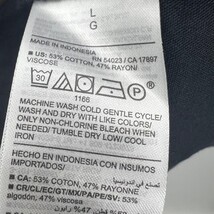 L
G
MADE IN INDONESIA
RN 54023 / CA 17897
■ US: 53% COTTON, 47% RAYON/
VISCOSE
30
1166
MACHINE WASH COLD GENTLE CYCLE/
WASH AND DRY WITH LIKE COLORS
ONLY/ NON-CHLORINE BLEACH WHEN
NEEDED/ TUMBLE DRY LOW/ COOL
IRON
HECHO EN INDONESIA CON INSUMOS
IMPORTADOS
■ CA: 53% COTTON, 47% RAYON
■ CR/CL/EC/GT/MX/PA/PE/SV: 53%
algodón, 47% viscosa